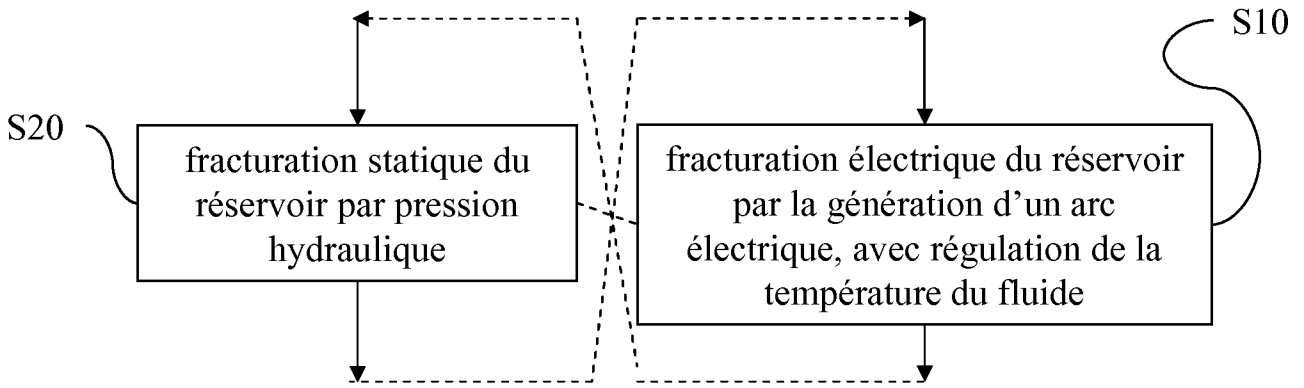 S10
S20
fracturation statique du
réservoir par pression
hydraulique
fracturation électrique du réservoir
par la génération d'un arc
électrique, avec régulation de la
température du fluide